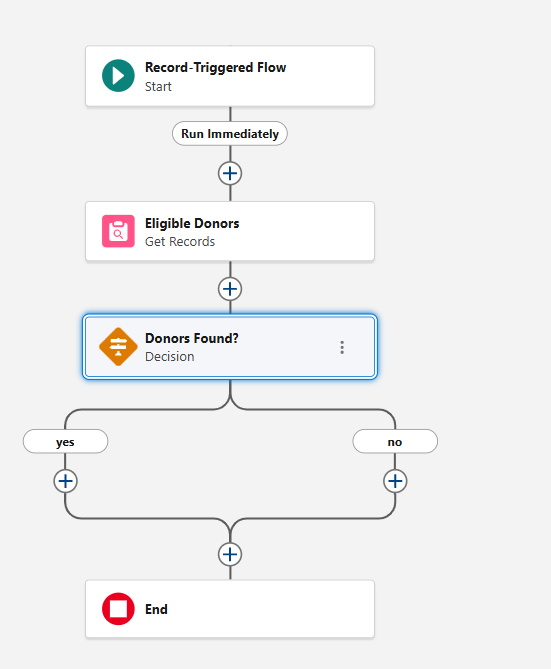 Record-Triggered Flow
Start
Run Immediately
Eligible Donors
Get Records
Donors Found?
Decision
yes
no
End